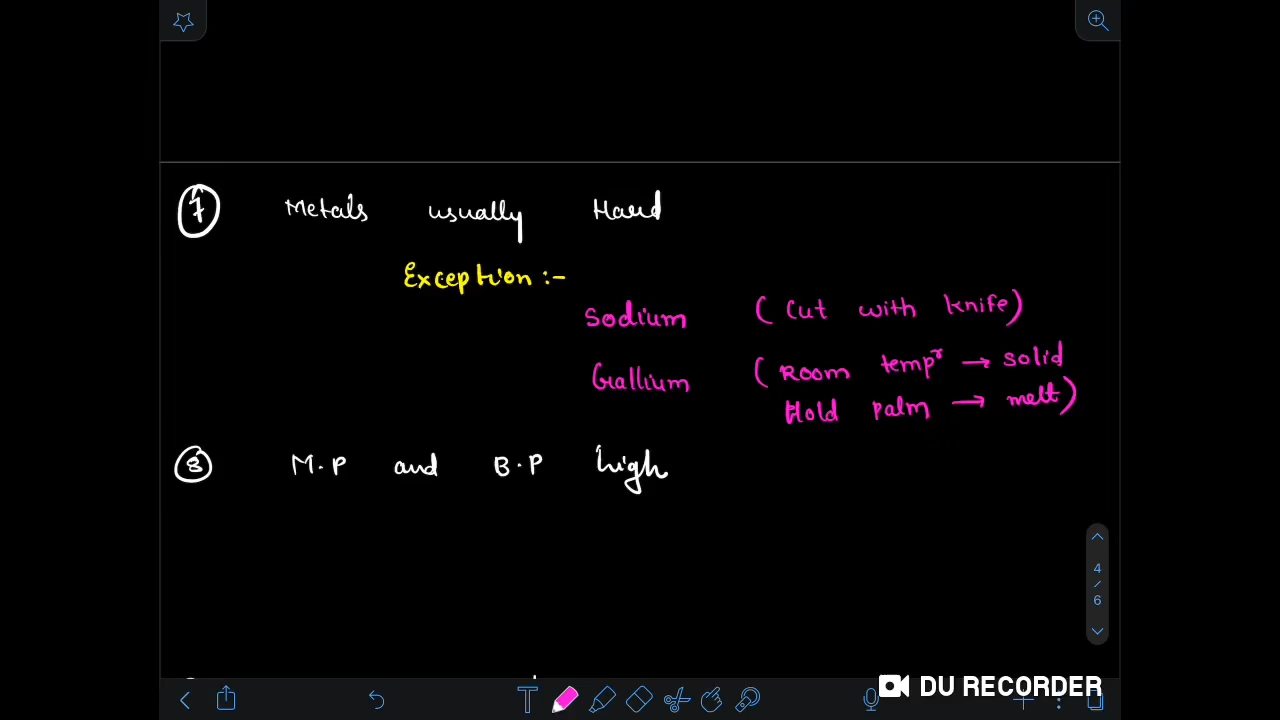 7 Metals usually Hard
Exception :-
Sodium (Cut with knife)
Gallium (Room tempr → solid
Hold palm → melt)
8 M.P and B.P high
4
/
6
T
DU RECORDER